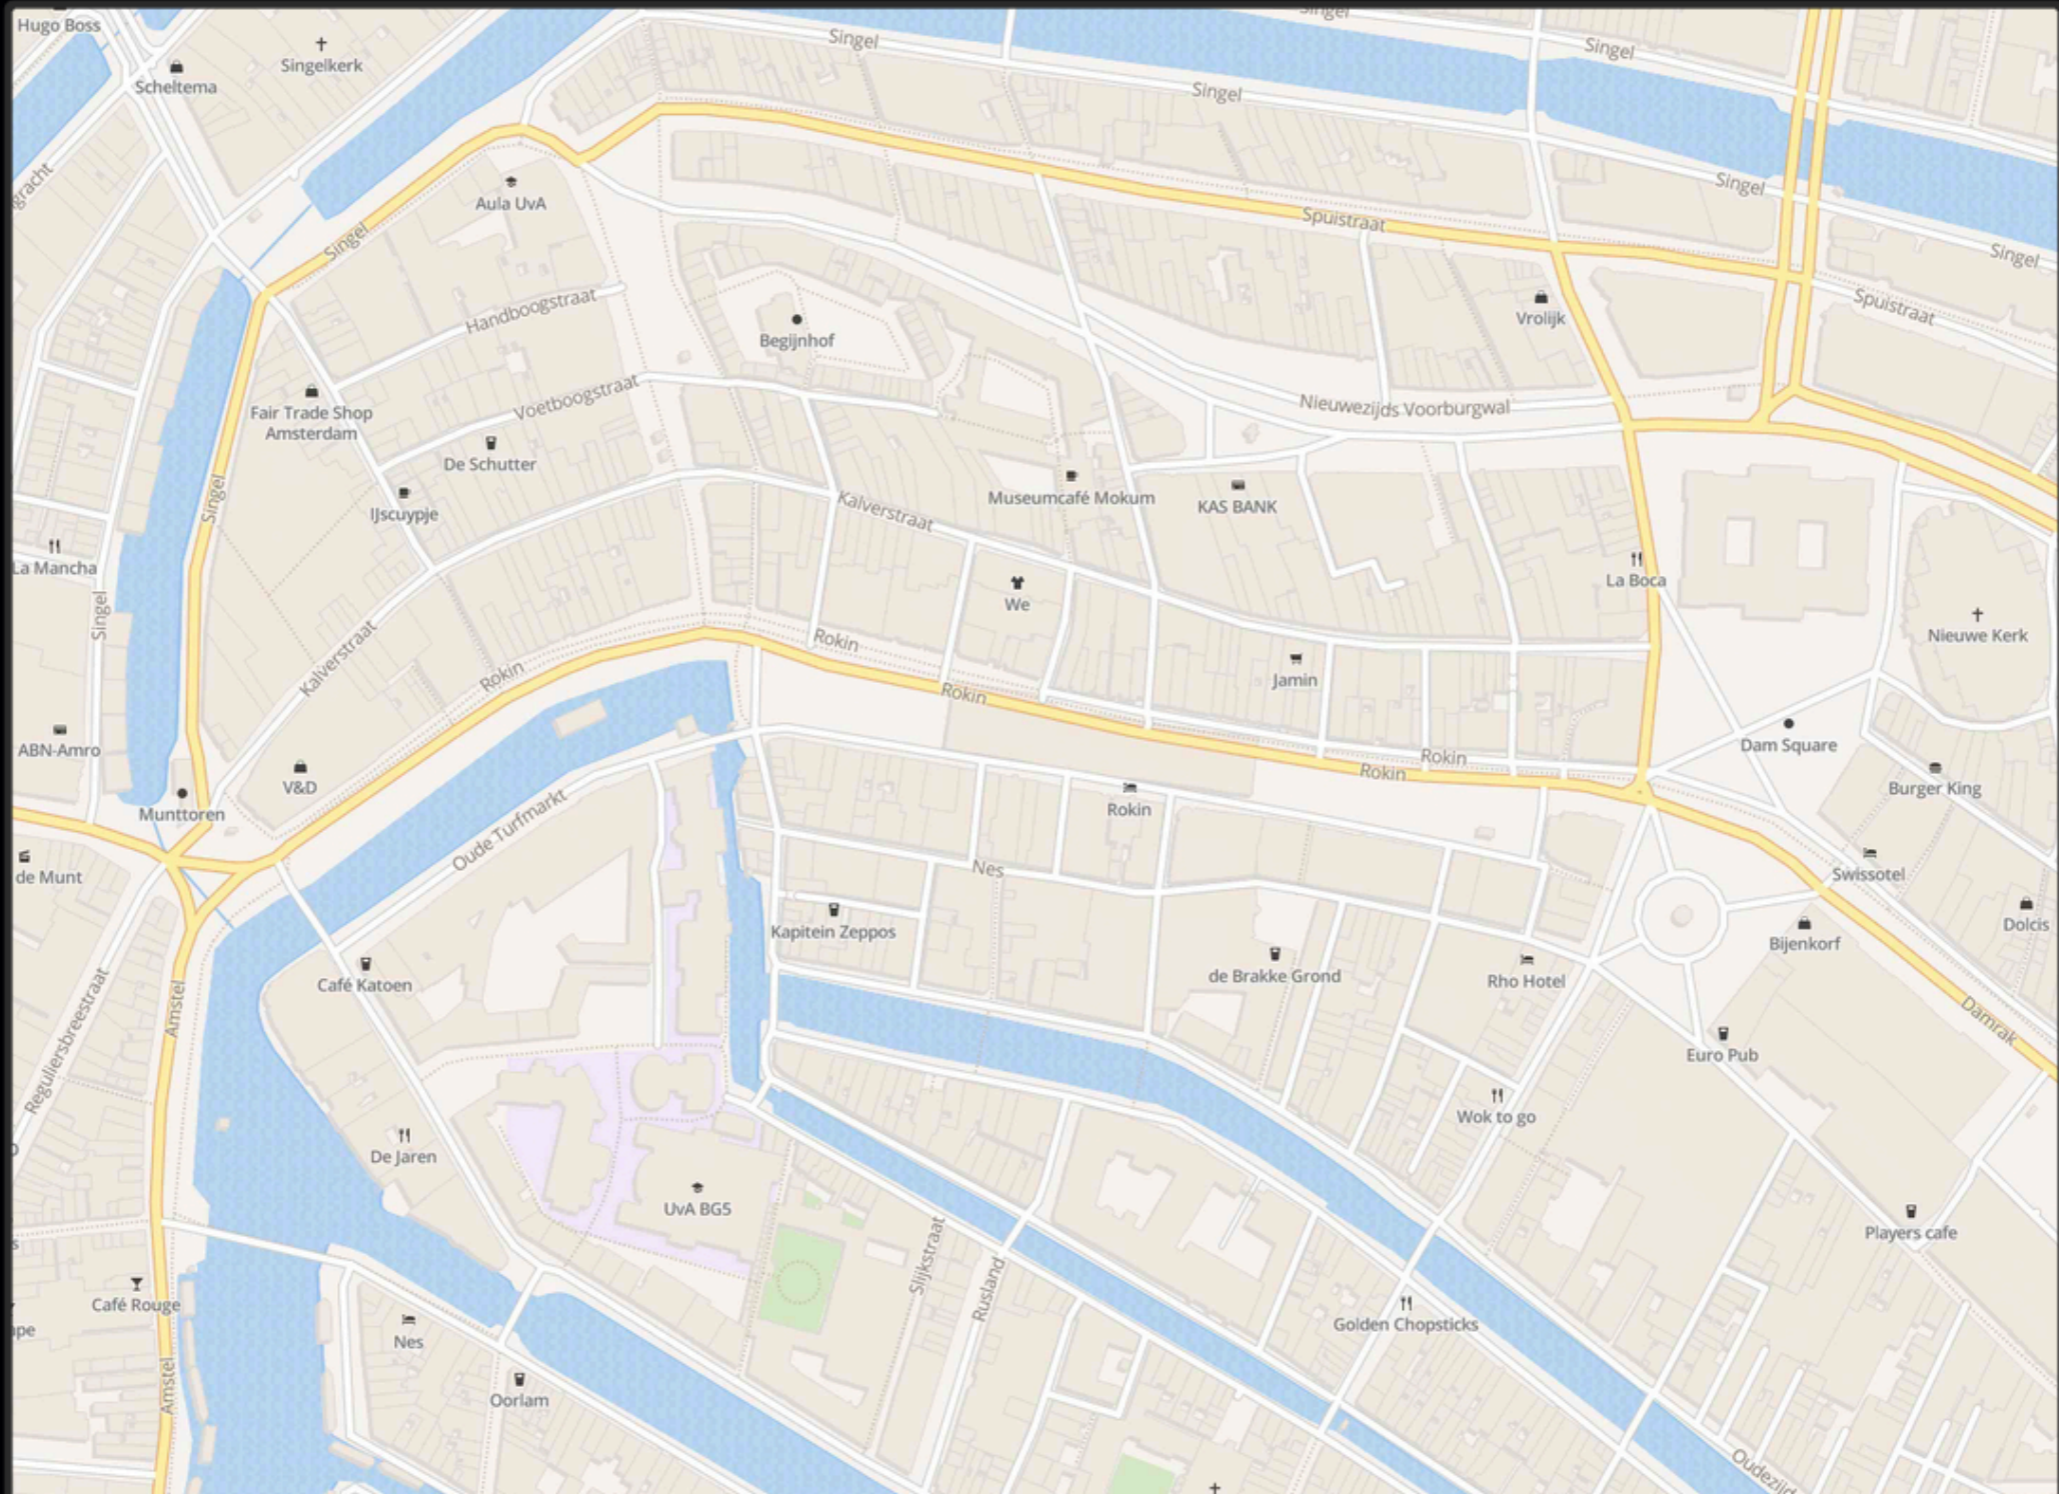 Hugo Boss
Singelkerk
Scheltema
Singel
Singel
Singel
Singel
Singel
Singel
Aula UvA
Singel
Spuistraat
Spuistraat
Handboogstraat
Begijnhof
Vrolijk
Fair Trade Shop
Amsterdam
Voetboogstraat
Nieuwezijds Voorburgwal
De Schutter
IJscuypje
Singel
Museumcafé Mokum
KAS BANK
Kalverstraat
La Mancha
La Boca
We
Singel
Nieuwe Kerk
Kalverstraat
Rokin
Rokin
Rokin
Jamin
ABN-Amro
V&D
Rokin
Rokin
Dam Square
Munttoren
Burger King
Oude Turfmarkt
Rokin
de Munt
Nes
Swissotel
Kapitein Zeppos
Dolcis
Bijenkorf
Café Katoen
de Brakke Grond
Rho Hotel
Amstel
Reguliersbreestraat
Damrak
Euro Pub
Wok to go
De Jaren
UvA BG5
Players cafe
Slijkstraat
Rusland
Café Rouge
Golden Chopsticks
Nes
Amstel
Oorlam